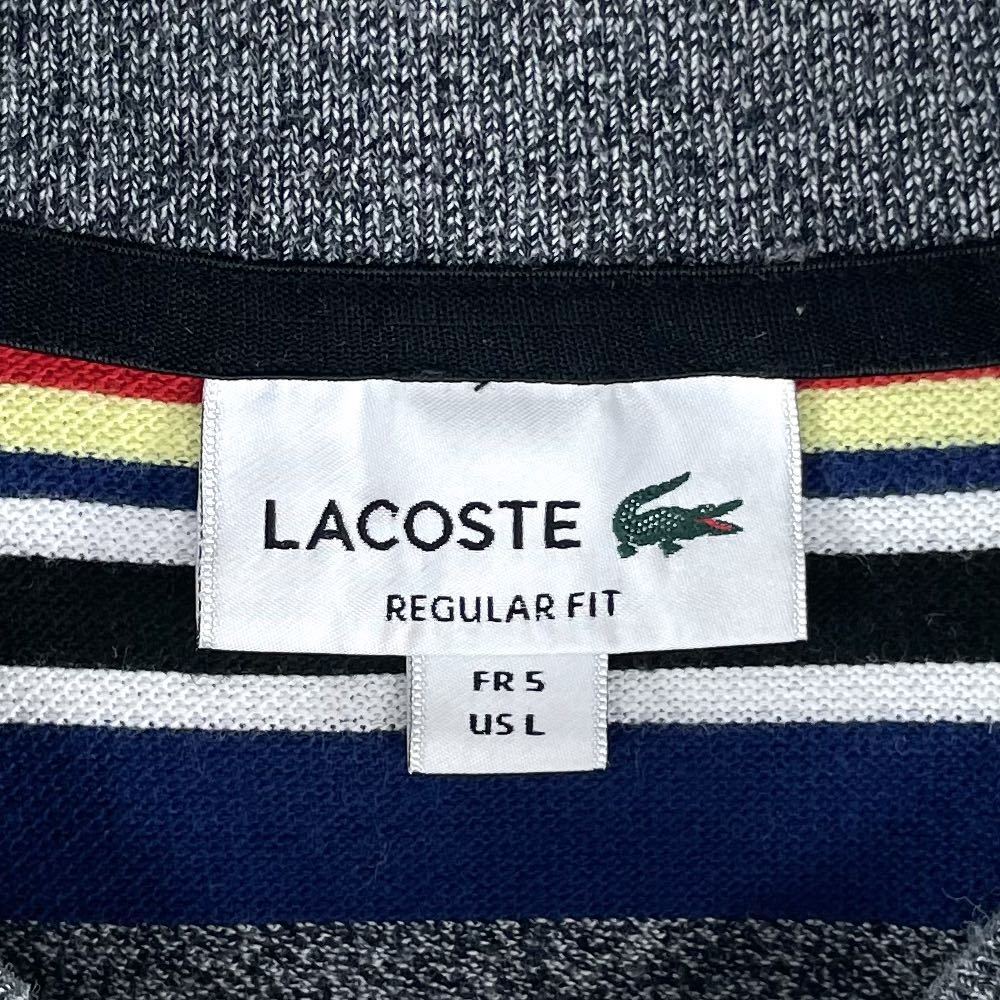 LACOSTE
REGULAR FIT
FR 5
US L